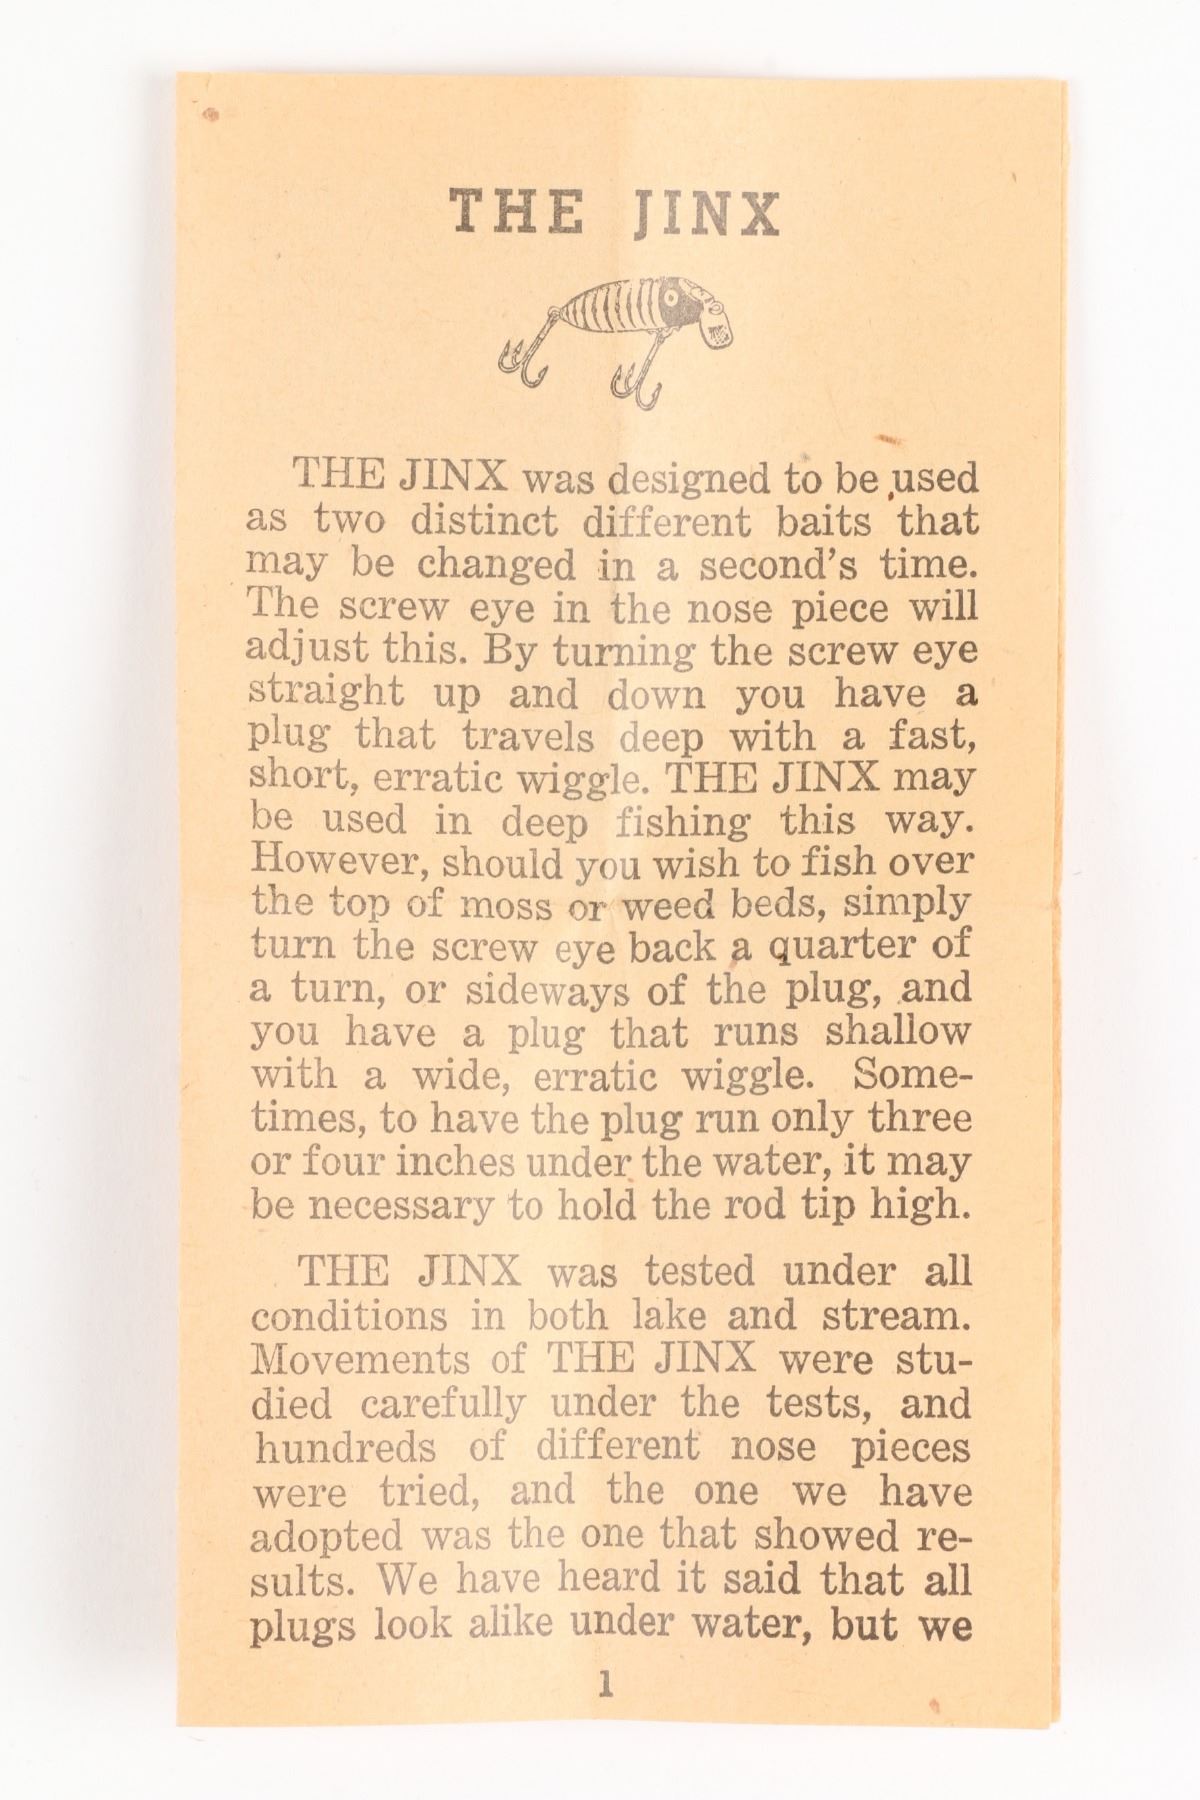 THE JINX
THE JINX was designed to be used
as two distinct different baits that
may be changed in a second's time.
The screw eye in the nose piece will
adjust this. By turning the screw eye
straight up and down you have a
plug that travels deep with a fast,
short, erratic wiggle. THE JINX may
be used in deep fishing this way.
However, should you wish to fish over
the top of moss or weed beds, simply
turn the screw eye back a quarter of
a turn, or sideways of the plug, and
you have a plug that runs shallow
with a wide, erratic wiggle. Some-
times, to have the plug run only three
or four inches under the water, it may
be necessary to hold the rod tip high.
THE JINX was tested under all
conditions in both lake and stream.
Movements of THE JINX were stu-
died carefully under the tests, and
hundreds of different nose pieces
were tried, and the one we have
adopted was the one that showed re-
sults. We have heard it said that all
plugs look alike under water, but we
1